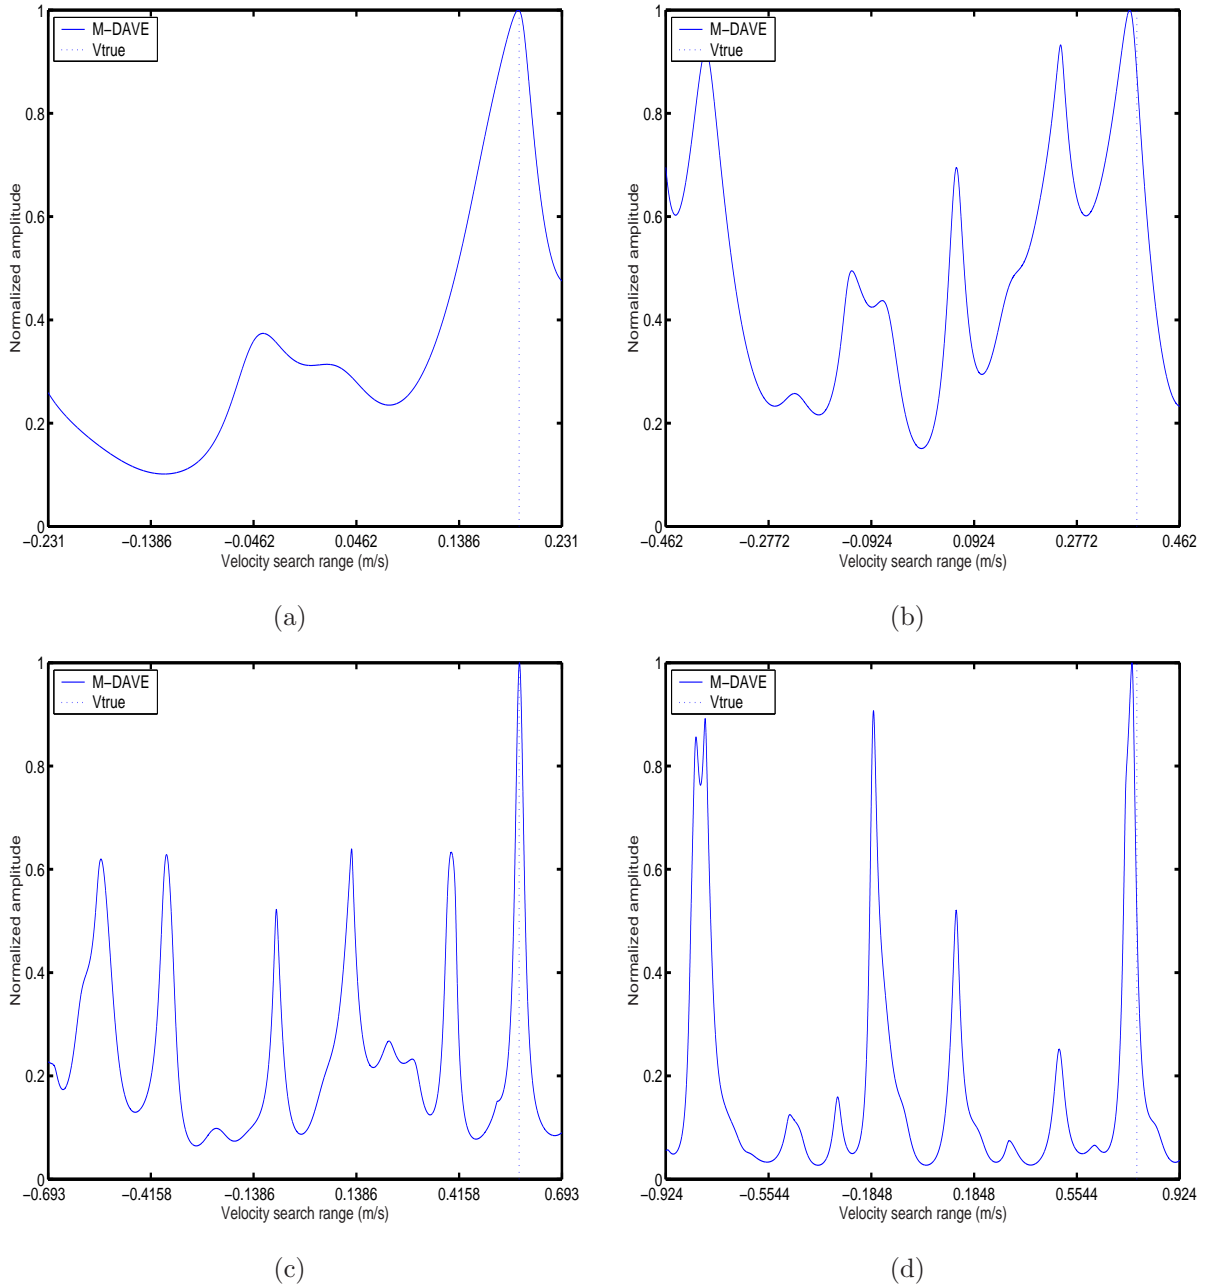 M-DAVE
Vtrue
Normalized amplitude
1
0.8
0.6
0.4
0.2
0
-0.231 -0.1386 -0.0462 0.0462 0.1386 0.231
Velocity search range (m/s)
(a)
M-DAVE
Vtrue
Normalized amplitude
1
0.8
0.6
0.4
0.2
0
-0.462 -0.2772 -0.0924 0.0924 0.2772 0.462
Velocity search range (m/s)
(b)
M-DAVE
Vtrue
Normalized amplitude
1
0.8
0.6
0.4
0.2
0
-0.693 -0.4158 -0.1386 0.1386 0.4158 0.693
Velocity search range (m/s)
(c)
M-DAVE
Vtrue
Normalized amplitude
1
0.8
0.6
0.4
0.2
0
-0.924 -0.5544 -0.1848 0.1848 0.5544 0.924
Velocity search range (m/s)
(d)